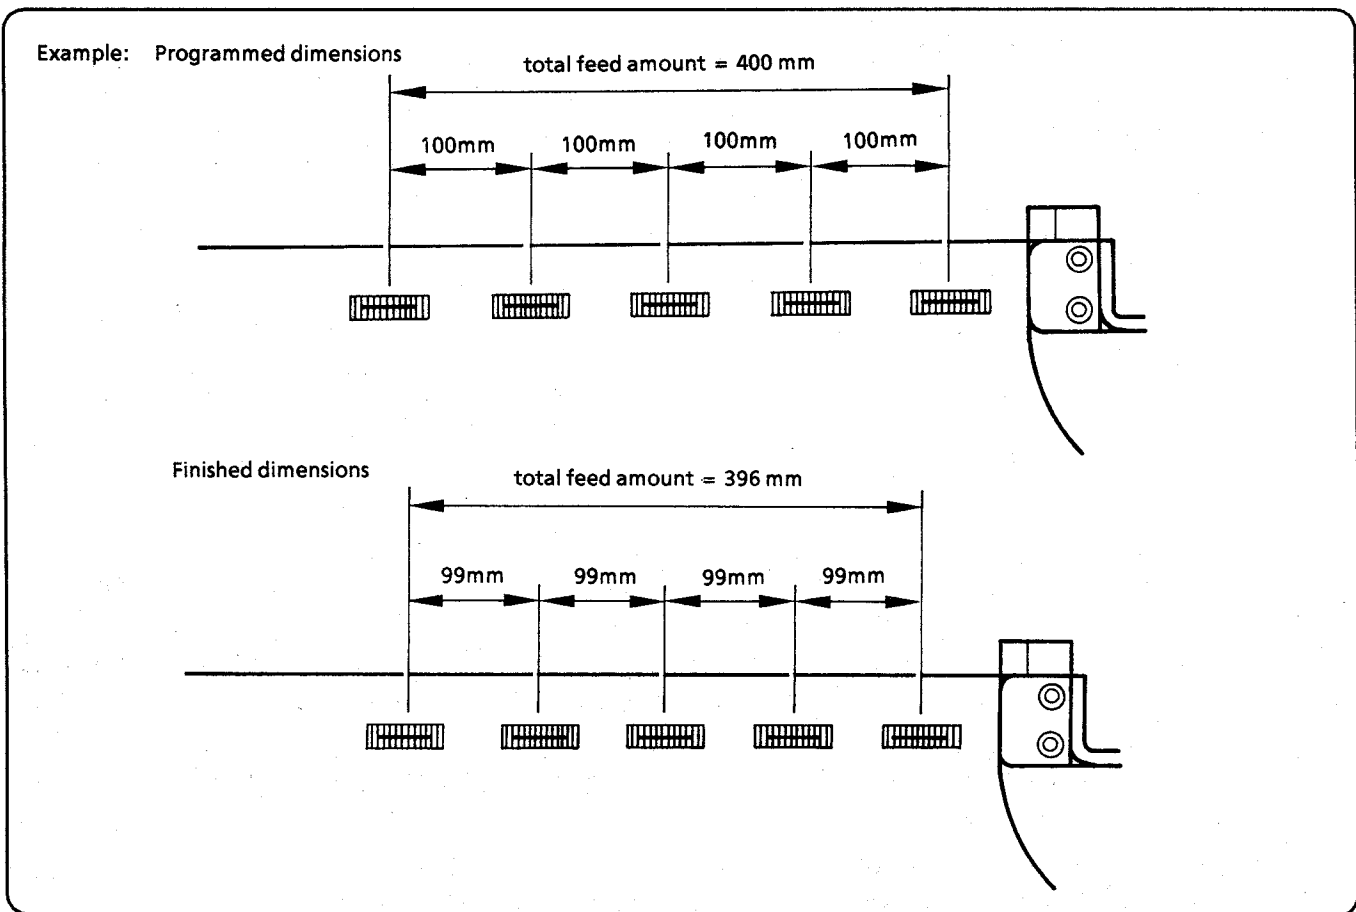 Example: Programmed dimensions
total feed amount = 400 mm
100mm 100mm 100mm 100mm
Finished dimensions
total feed amount = 396 mm
99mm 99mm 99mm 99mm